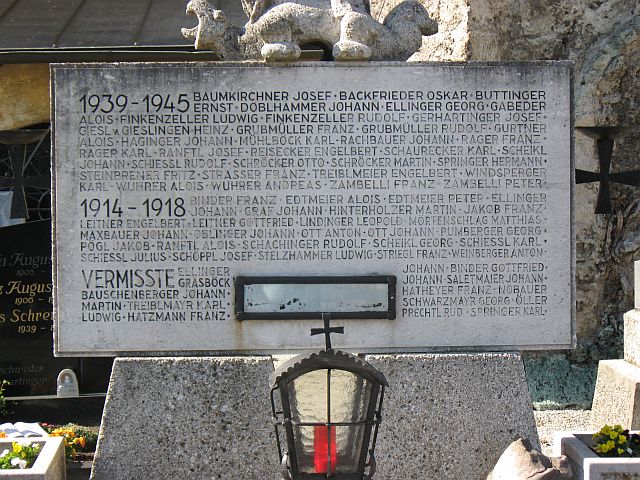 1939-1945 BAUMKIRCHNER JOSEF · BACKFRIEDER OSKAR · BUTTINGER
ERNST · DOBLHAMMER JOHANN · ELLINGER GEORG · GABEDER
ALOIS · FINKENZELLER LUDWIG · FINKENZELLER RUDOLF · GERHARTINGER JOSEF
GIESL v. GIESLINGEN HEINZ · GRUBMÜLLER FRANZ · GRUBMÜLLER RUDOLF · GURTNER
ALOIS · HAGINGER JOHANN · MÜHLBÖCK KARL · RACHBAUER JOHANN · RAGER FRANZ
RAGER KARL · RANFTL JOSEF · REISECKER ENGELBERT · SCHAURECKER KARL · SCHEIKL
JOHANN · SCHIESSL RUDOLF · SCHRÖCKER OTTO · SCHRÖCKER MARTIN · SPRINGER HERMANN
STEINBRENER FRITZ · STRASSER FRANZ · TREIBLMEIER ENGELBERT · WINDSPERGER
KARL · WUHRER ALOIS · WUHRER ANDREAS · ZAMBELLI FRANZ · ZAMBELLI PETER
1914-1918 BINDER FRANZ · EDTMEIER ALOIS · EDTMEIER PETER · ELLINGER
JOHANN · GRAF JOHANN · HINTERHOLZER MARTIN · JAKOB FRANZ
LEITNER ENGELBERT · LEITNER GOTTFRIED · LINDINGER LEOPOLD · MÖRTENSCHLAG MATTHIAS
MAXBAUER JOHANN · OBLINGER JOHANN · OTT ANTON · OTT JOHANN · PUMBERGER GEORG
PÖGL JAKOB · RANFTL ALOIS · SCHACHINGER RUDOLF · SCHEIKL GEORG · SCHIESSL KARL
SCHIESSL JULIUS · SCHÖPPL JOSEF · STELZHAMMER LUDWIG · STRIEGL FRANZ · WEINBERGER ANTON
VERMISSTE ELLINGER JOHANN · BINDER GOTTFRIED
GRASBÖCK JOHANN SALETMAIER JOHANN
BAUSCHENBERGER JOHANN HATHEYER FRANZ · NÖBAUER
MARTIN · TREIBLMAYR KARL SCHWARZMAYR GEORG · ÖLLER
LUDWIG · HATZMANN FRANZ PRECHTL RUD · SPRINGER KARL